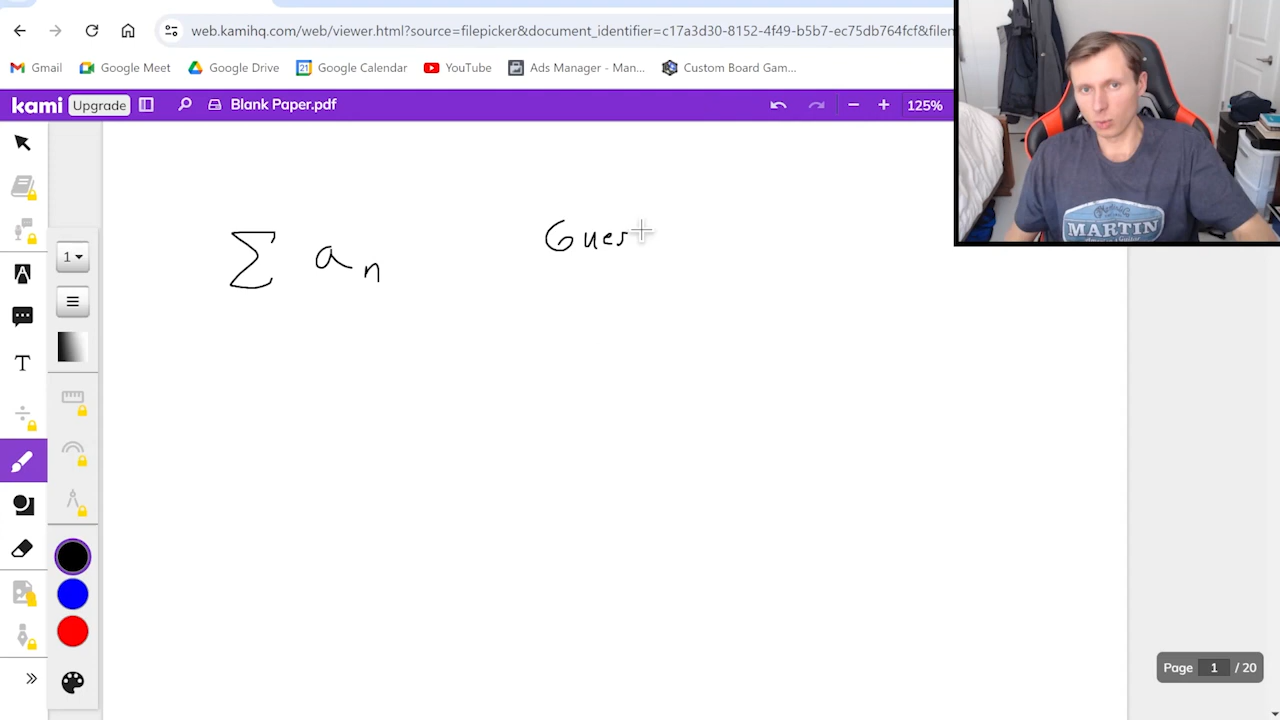 web.kamihq.com/web/viewer.html?source=filepicker&document_identifier=c17a3d30-8152-4f49-b5b7-ec75db764fcf&filen
Gmail Google Meet Google Drive Google Calendar YouTube Ads Manager - Man... Custom Board Gam...
kami Upgrade Blank Paper.pdf 125%
MARTIN
1
∑ a_n Gues
T
Page 1 / 20